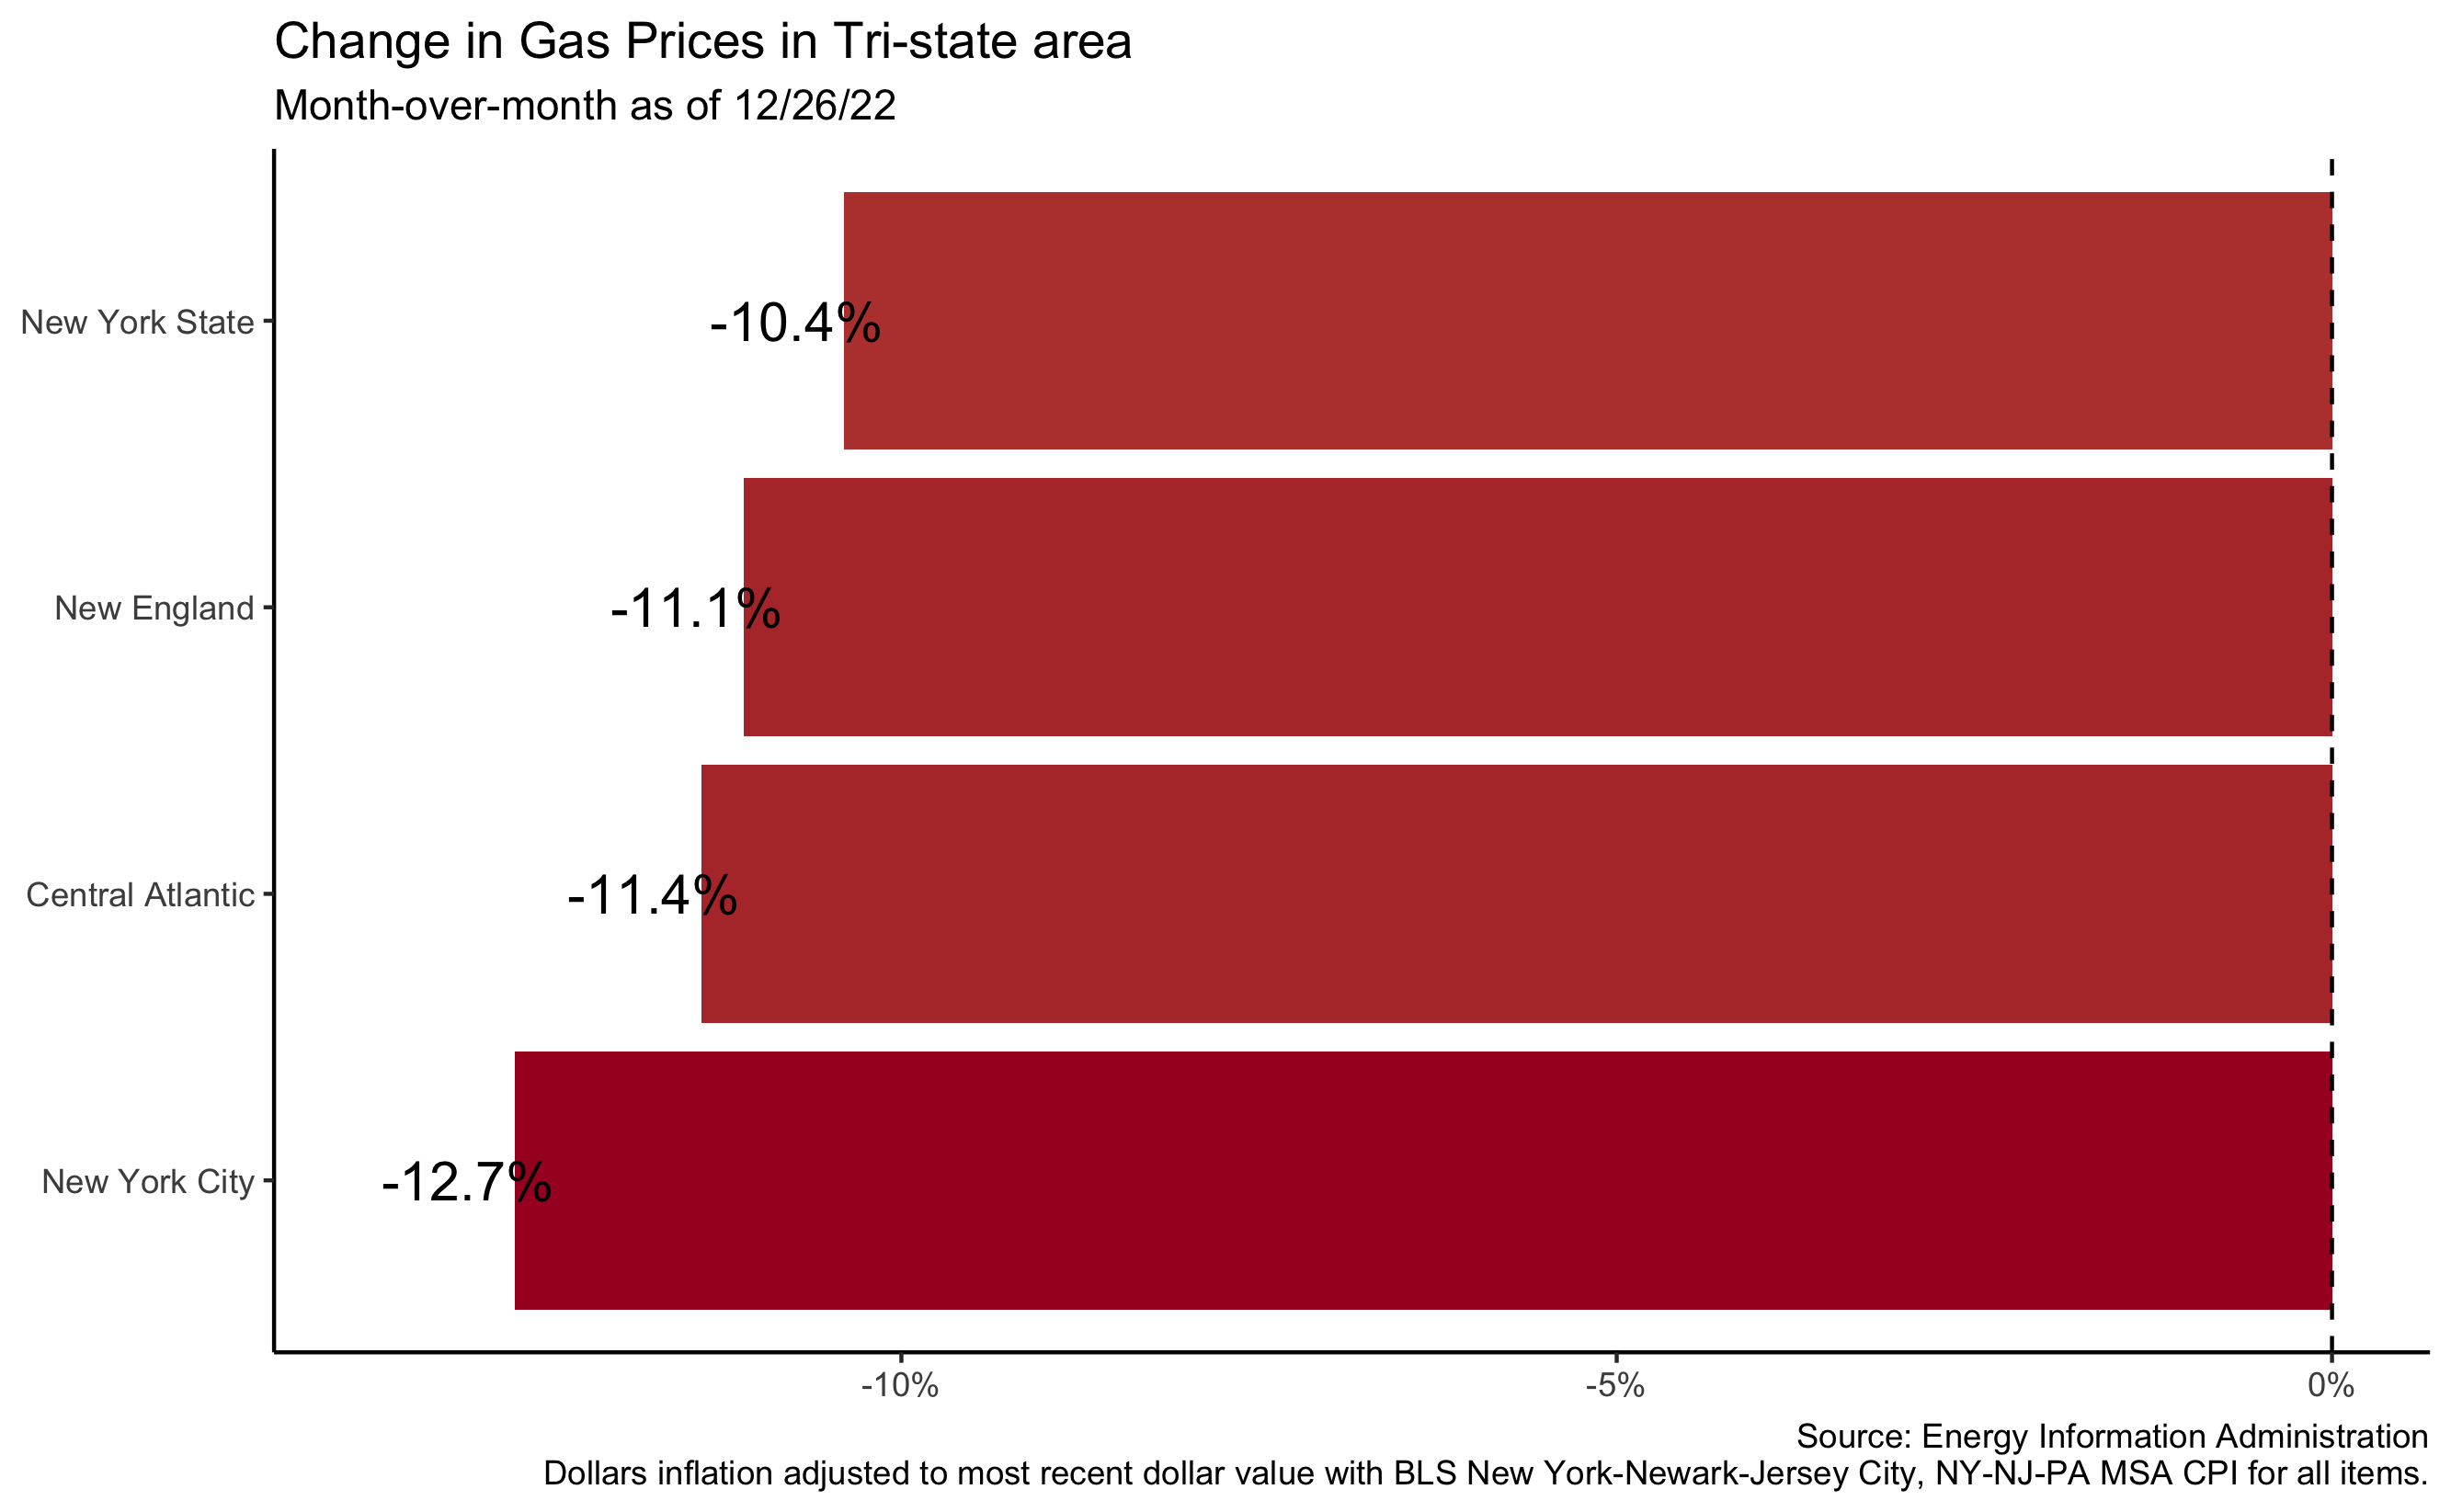 Change in Gas Prices in Tri-state area
Month-over-month as of 12/26/22
New York State
-10.4%
New England
-11.1%
Central Atlantic
-11.4%
New York City
-12.7%
-10%
-5%
0%
Source: Energy Information Administration
Dollars inflation adjusted to most recent dollar value with BLS New York-Newark-Jersey City, NY-NJ-PA MSA CPI for all items.